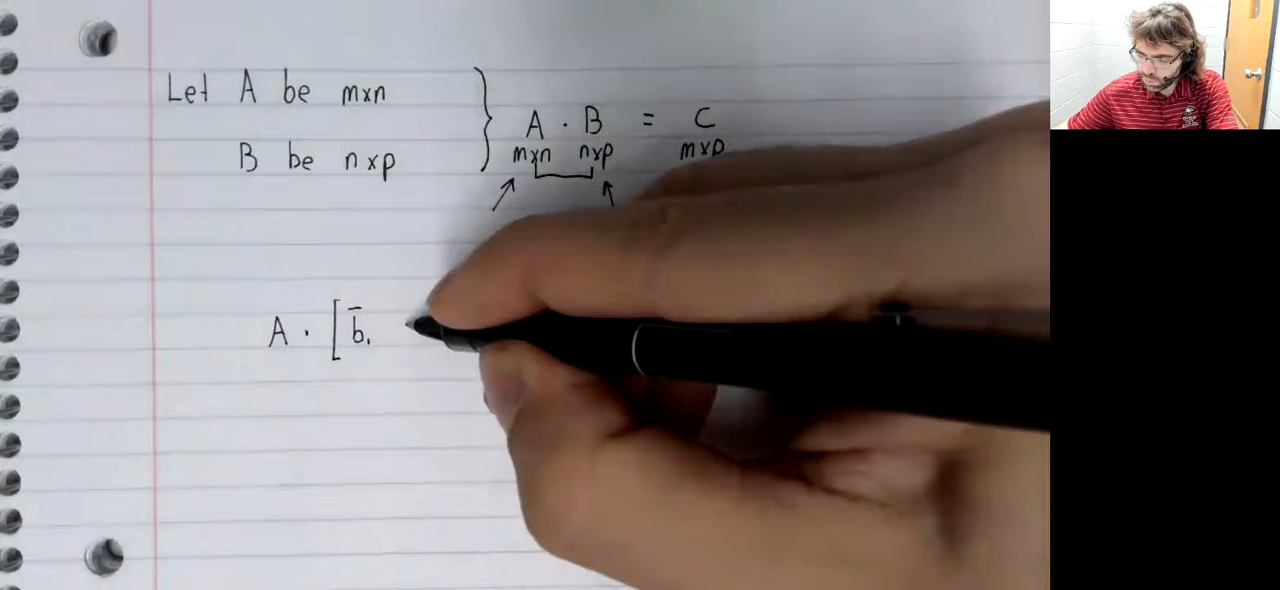 Let A be m×n
B be n×p
A · B = C
m×n n×p m×p
A · [ b̄₁